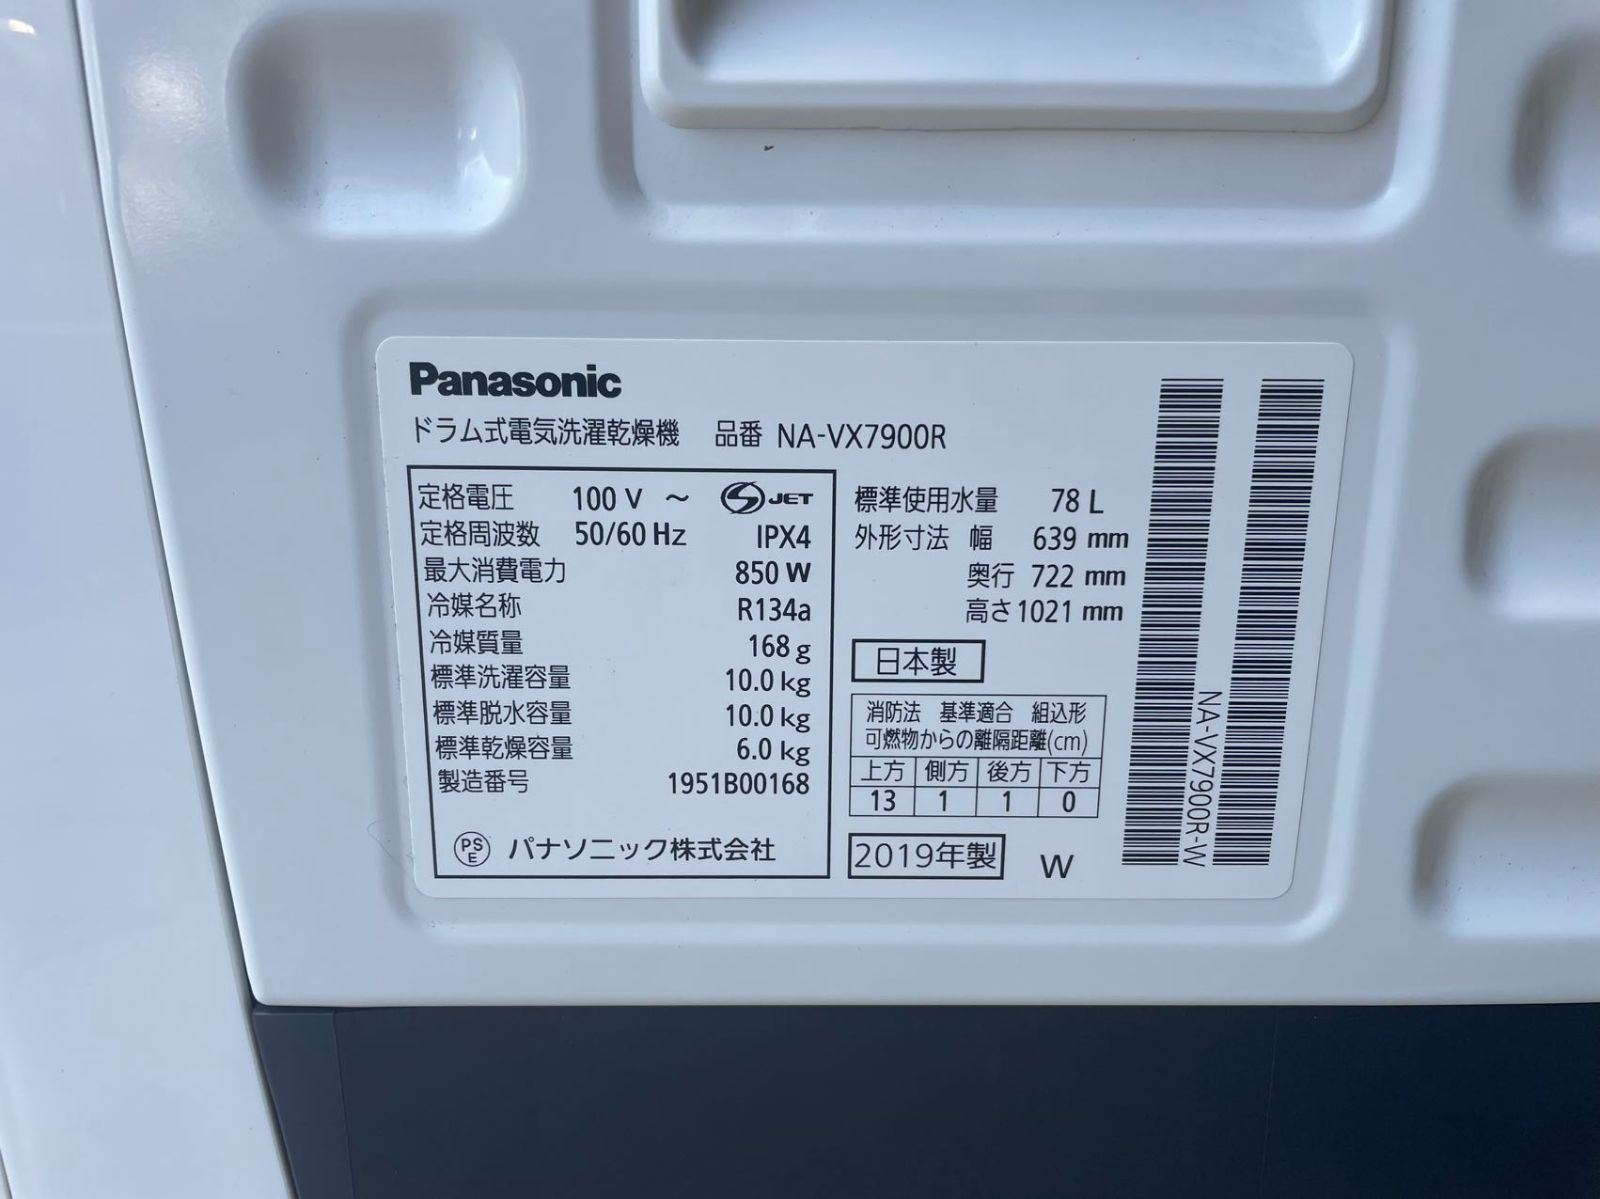 Panasonic
ドラム式電気洗濯乾燥機 品番 NA-VX7900R
定格電圧 100 V ～ S JET
定格周波数 50/60 Hz IPX4
最大消費電力 850 W
冷媒名称 R134a
冷媒質量 168 g
標準洗濯容量 10.0 kg
標準脱水容量 10.0 kg
標準乾燥容量 6.0 kg
製造番号 1951B00168
PS E パナソニック株式会社
標準使用水量 78 L
外形寸法 幅 639 mm
奥行 722 mm
高さ 1021 mm
日本製
消防法 基準適合 組込形
可燃物からの離隔距離(cm)
上方 側方 後方 下方
13 1 1 0
2019年製 W
NA-VX7900R-W